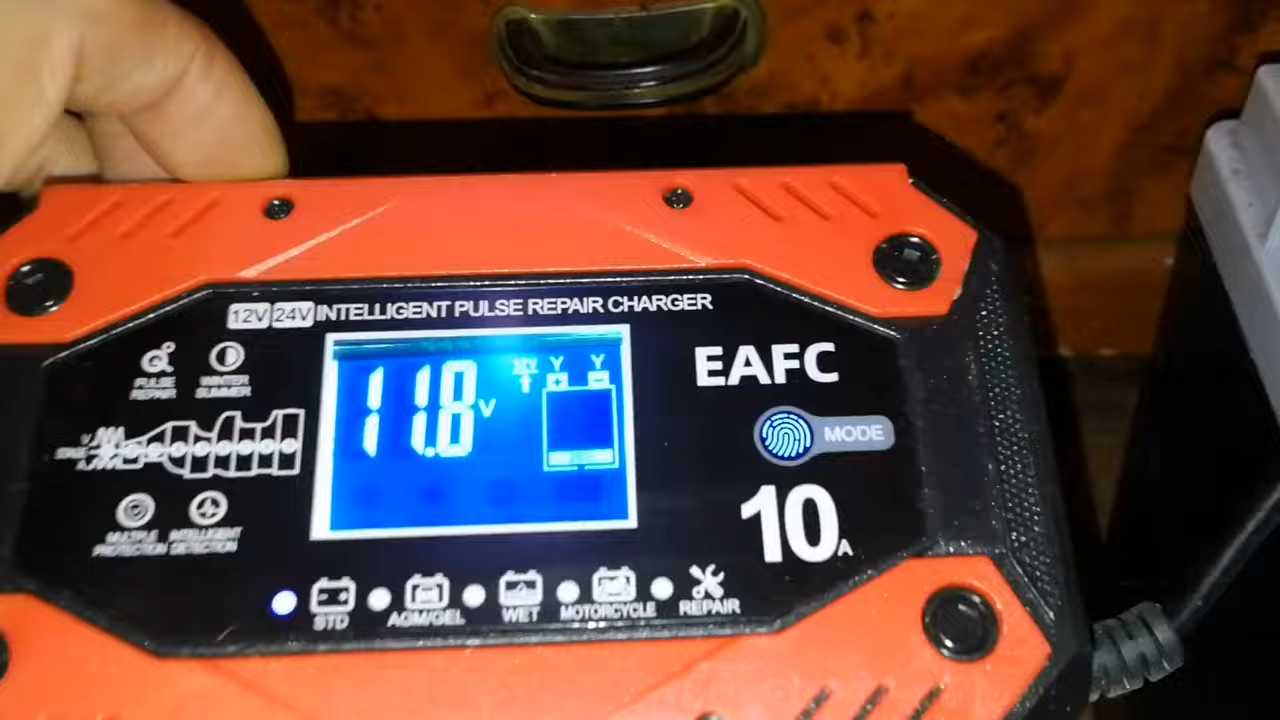 12V 24V INTELLIGENT PULSE REPAIR CHARGER
PULSE
REPAIR
WINTER
SUMMER
11.8 V
12V
EAFC
MODE
10A
MULTIPLE
PROTECTION
INTELLIGENT
DETECTION
STD
AGM/GEL
WET
MOTORCYCLE
REPAIR